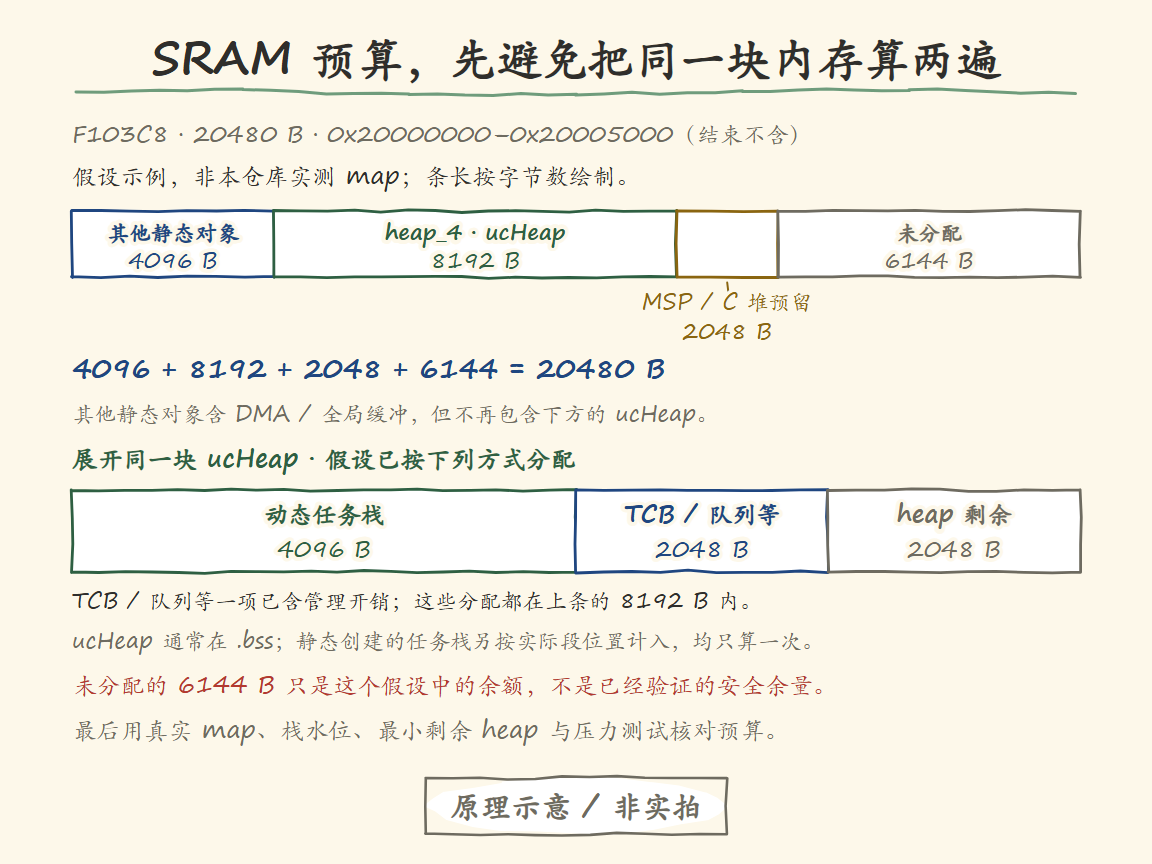 SRAM 预算，先避免把同一块内存算两遍
F103C8 · 20480 B · 0x20000000–0x20005000（结束不含）
假设示例，非本仓库实测 map；条长按字节数绘制。
其他静态对象
4096 B
heap_4 · ucHeap
8192 B
未分配
6144 B
MSP / C 堆预留
2048 B
4096 + 8192 + 2048 + 6144 = 20480 B
其他静态对象含 DMA / 全局缓冲，但不再包含下方的 ucHeap。
展开同一块 ucHeap · 假设已按下列方式分配
动态任务栈
4096 B
TCB / 队列等
2048 B
heap 剩余
2048 B
TCB / 队列等一项已含管理开销；这些分配都在上条的 8192 B 内。
ucHeap 通常在 .bss；静态创建的任务栈另按实际段位置计入，均只算一次。
未分配的 6144 B 只是这个假设中的余额，不是已经验证的安全余量。
最后用真实 map、栈水位、最小剩余 heap 与压力测试核对预算。
原理示意 / 非实拍